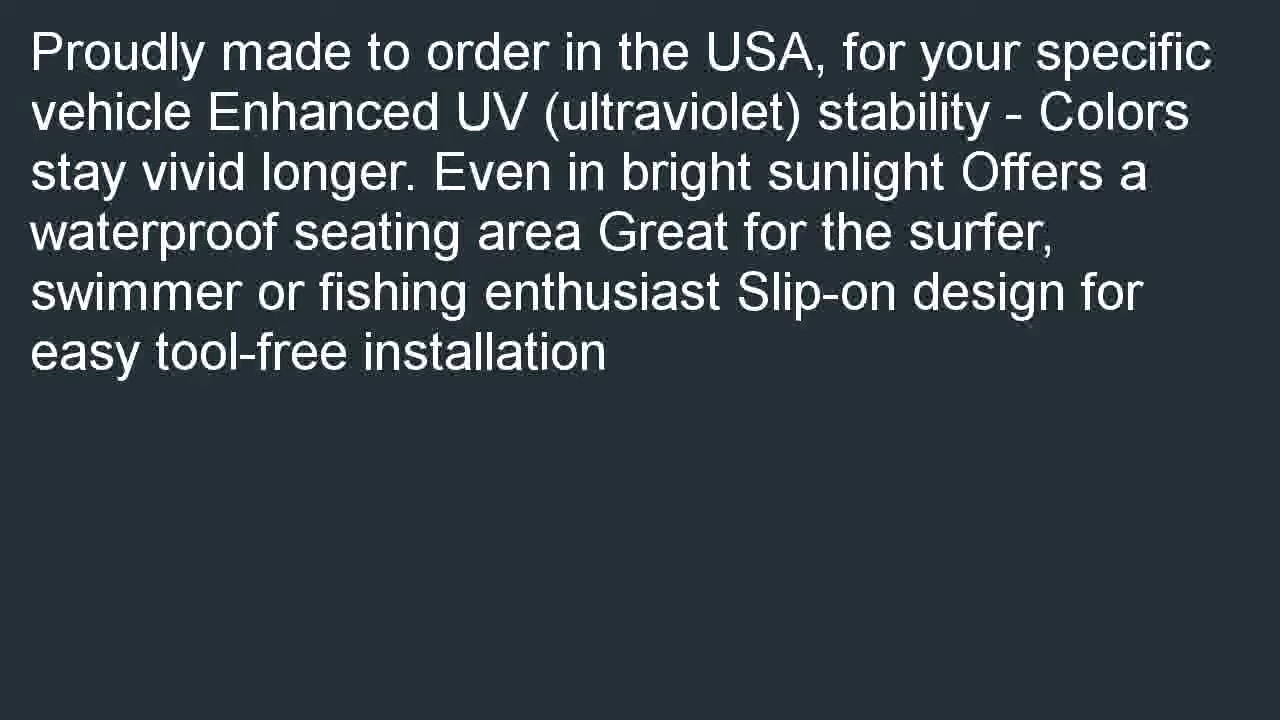 Proudly made to order in the USA, for your specific
vehicle Enhanced UV (ultraviolet) stability - Colors
stay vivid longer. Even in bright sunlight Offers a
waterproof seating area Great for the surfer,
swimmer or fishing enthusiast Slip-on design for
easy tool-free installation